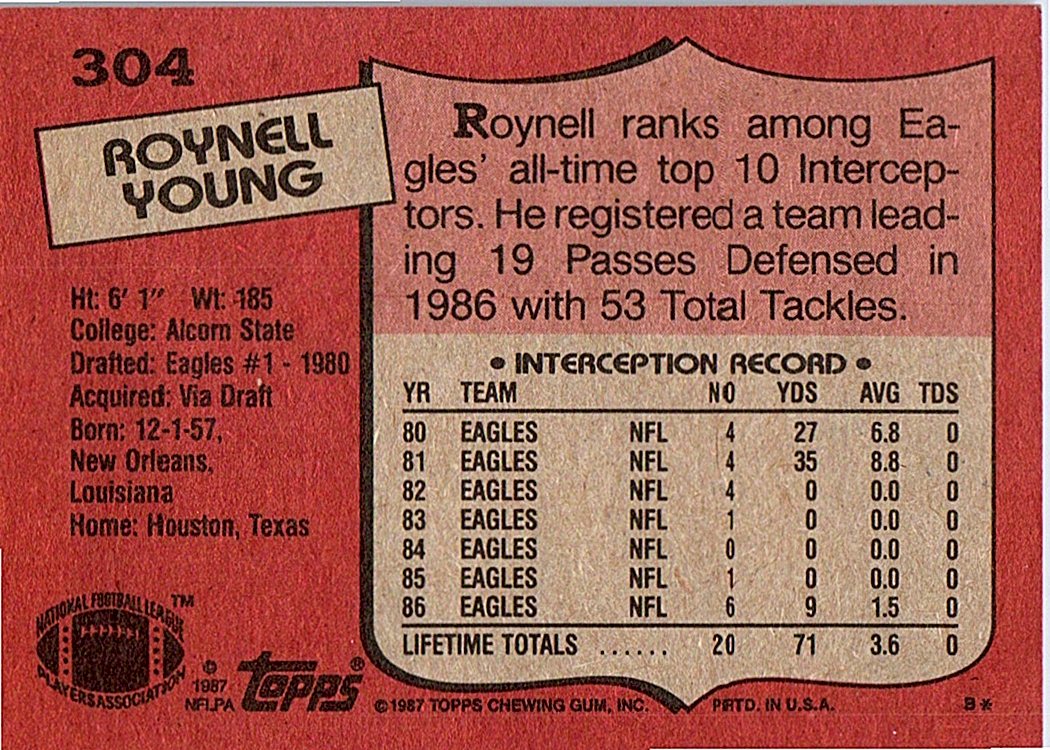 304
ROYNELL
YOUNG
Ht: 6' 1" Wt: 185
College: Alcorn State
Drafted: Eagles #1 - 1980
Acquired: Via Draft
Born: 12-1-57,
New Orleans,
Louisiana
Home: Houston, Texas
Roynell ranks among Ea-
gles' all-time top 10 Intercep-
tors. He registered a team lead-
ing 19 Passes Defensed in
1986 with 53 Total Tackles.
• INTERCEPTION RECORD •
YR TEAM NO YDS AVG TDS
80 EAGLES NFL 4 27 6.8 0
81 EAGLES NFL 4 35 8.8 0
82 EAGLES NFL 4 0 0.0 0
83 EAGLES NFL 1 0 0.0 0
84 EAGLES NFL 0 0 0.0 0
85 EAGLES NFL 1 0 0.0 0
86 EAGLES NFL 6 9 1.5 0
LIFETIME TOTALS ...... 20 71 3.6 0
NATIONAL FOOTBALL LEAGUE ™
PLAYERS ASSOCIATION
©
1987
NFLPA
TOPPS ®
© 1987 TOPPS CHEWING GUM, INC. PRTD. IN U.S.A. B*